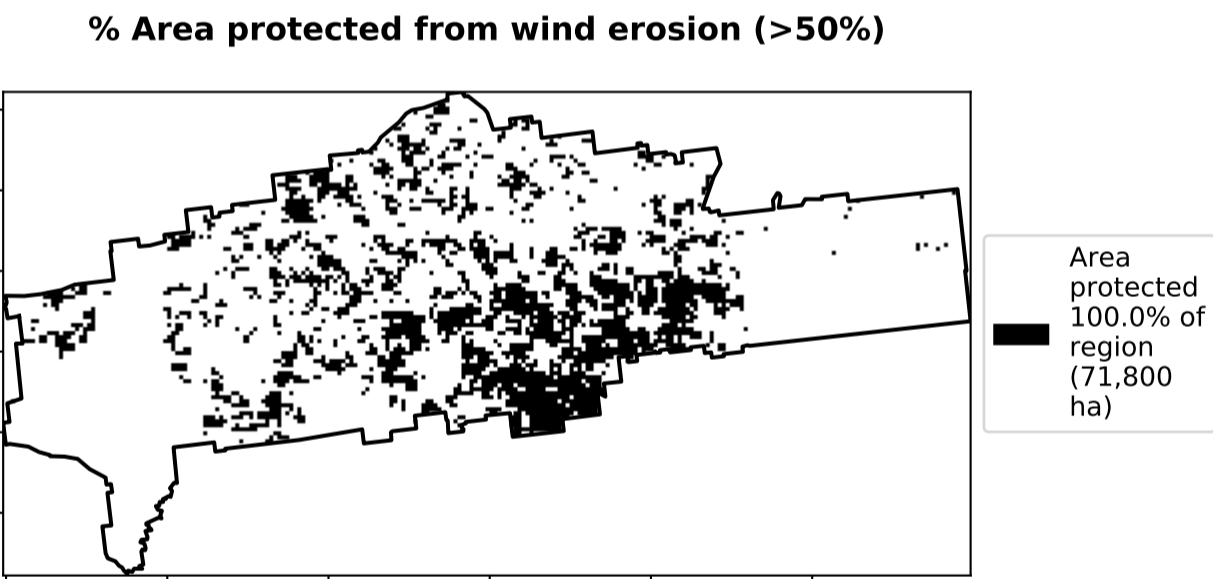 % Area protected from wind erosion (>50%)
Area
protected
100.0% of
region
(71,800
ha)